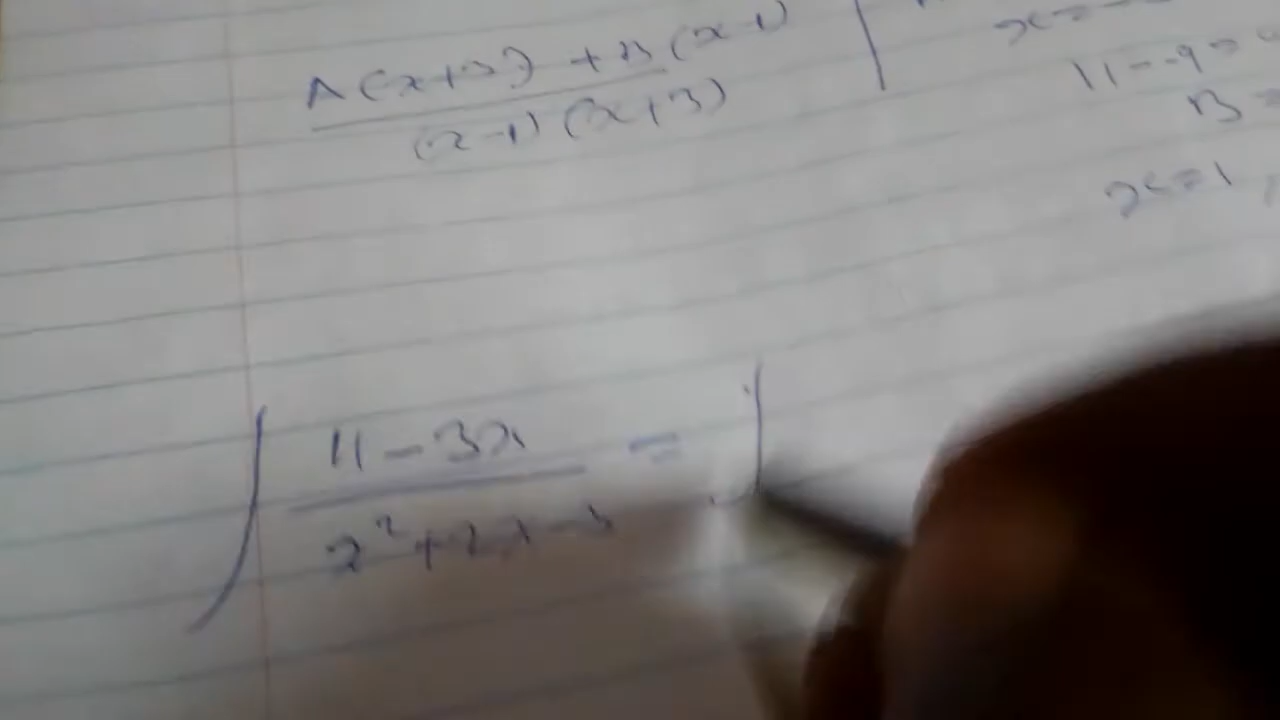 A(x+3) + B(x-1)
(x-1)(x+3)
x = -
11 - -9 =
B =
x = 1
∫ 11 - 3x = ∫
x² + 2x - 3